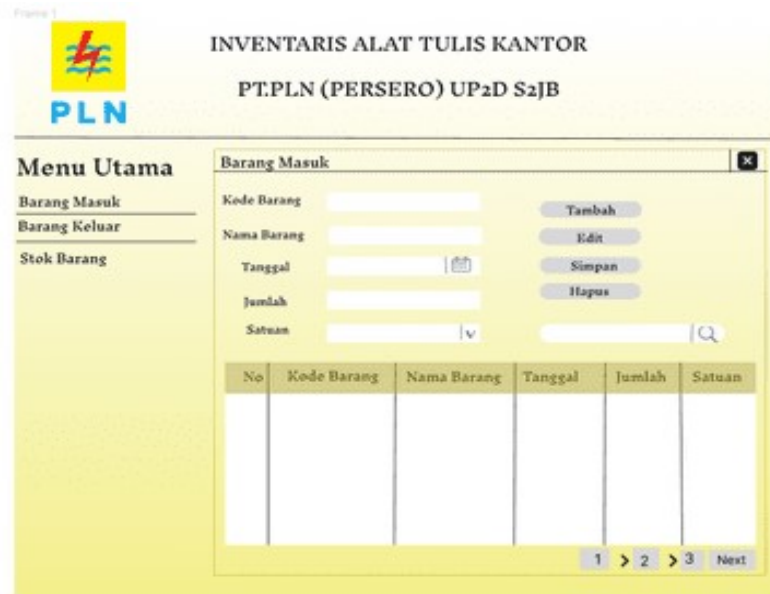 Frame 1
INVENTARIS ALAT TULIS KANTOR
PT.PLN (PERSERO) UP2D S2JB
PLN
Menu Utama
Barang Masuk
Barang Keluar
Stok Barang
Barang Masuk
Kode Barang
Nama Barang
Tanggal
Jumlah
Satuan
Tambah
Edit
Simpan
Hapus
No Kode Barang Nama Barang Tanggal Jumlah Satuan
1 > 2 > 3 Next